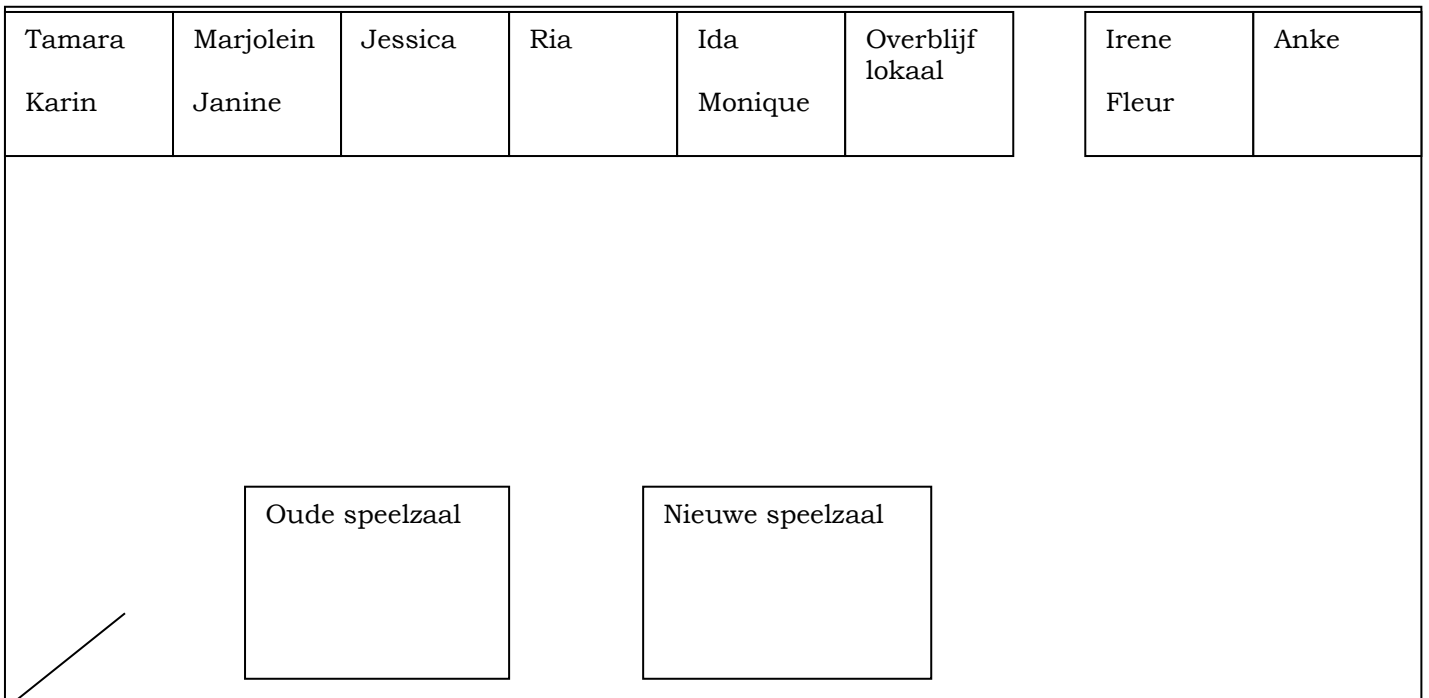 Tamara
Karin
Marjolein
Janine
Jessica
Ria
Ida
Monique
Overblijf
lokaal
Irene
Fleur
Anke
Oude speelzaal
Nieuwe speelzaal